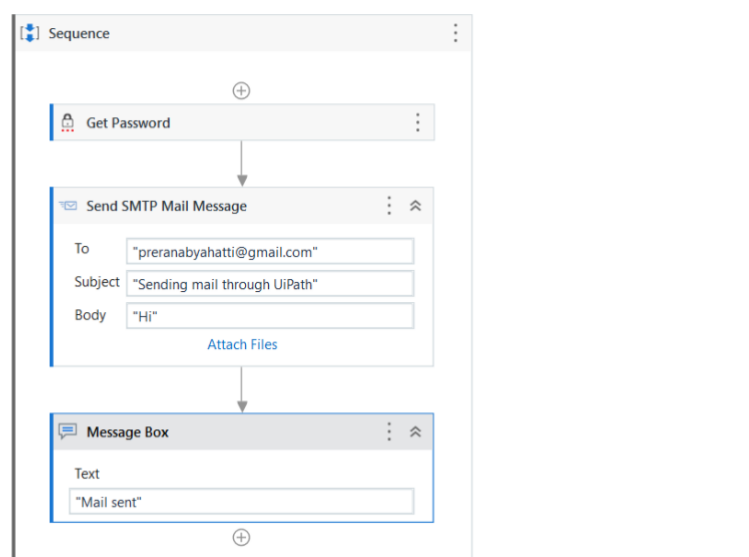 Sequence
Get Password
Send SMTP Mail Message
To "preranabyahatti@gmail.com"
Subject "Sending mail through UiPath"
Body "Hi"
Attach Files
Message Box
Text
"Mail sent"